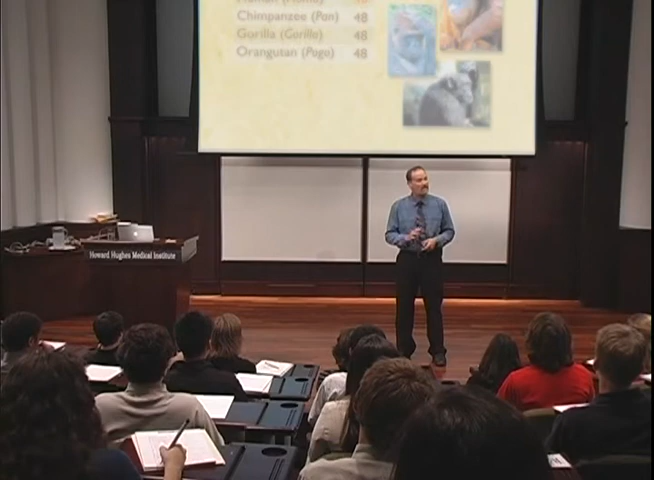 Chimpanzee (Pan) 48
Gorilla (Gorilla) 48
Orangutan (Pogo) 48
Howard Hughes Medical Institute